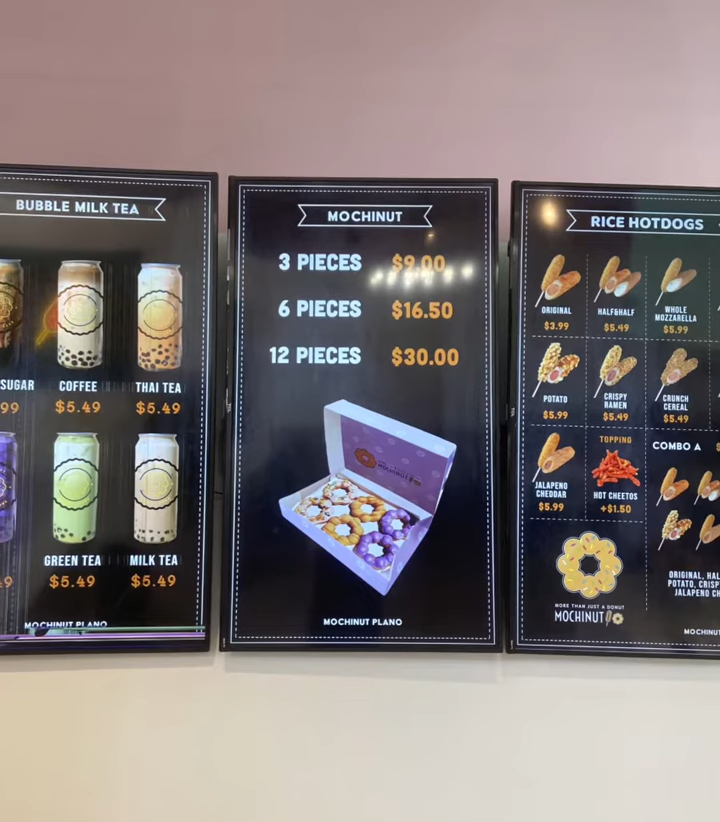 BUBBLE MILK TEA
SUGAR
COFFEE
THAI TEA
99
$5.49
$5.49
GREEN TEA
MILK TEA
$5.49
$5.49
MOCHINUT PLANO
MOCHINUT
3 PIECES $9.00
6 PIECES $16.50
12 PIECES $30.00
MOCHINUT
MOCHINUT PLANO
RICE HOTDOGS
ORIGINAL
$3.99
HALF&HALF
$5.49
WHOLE
MOZZARELLA
$5.99
POTATO
$5.99
CRISPY
RAMEN
$5.49
CRUNCH
CEREAL
$5.49
JALAPENO
CHEDDAR
$5.99
TOPPING
HOT CHEETOS
+$1.50
COMBO A $
ORIGINAL, HAL
POTATO, CRISP
JALAPENO CH
MORE THAN JUST A DONUT
MOCHINUT
MOCHINUT